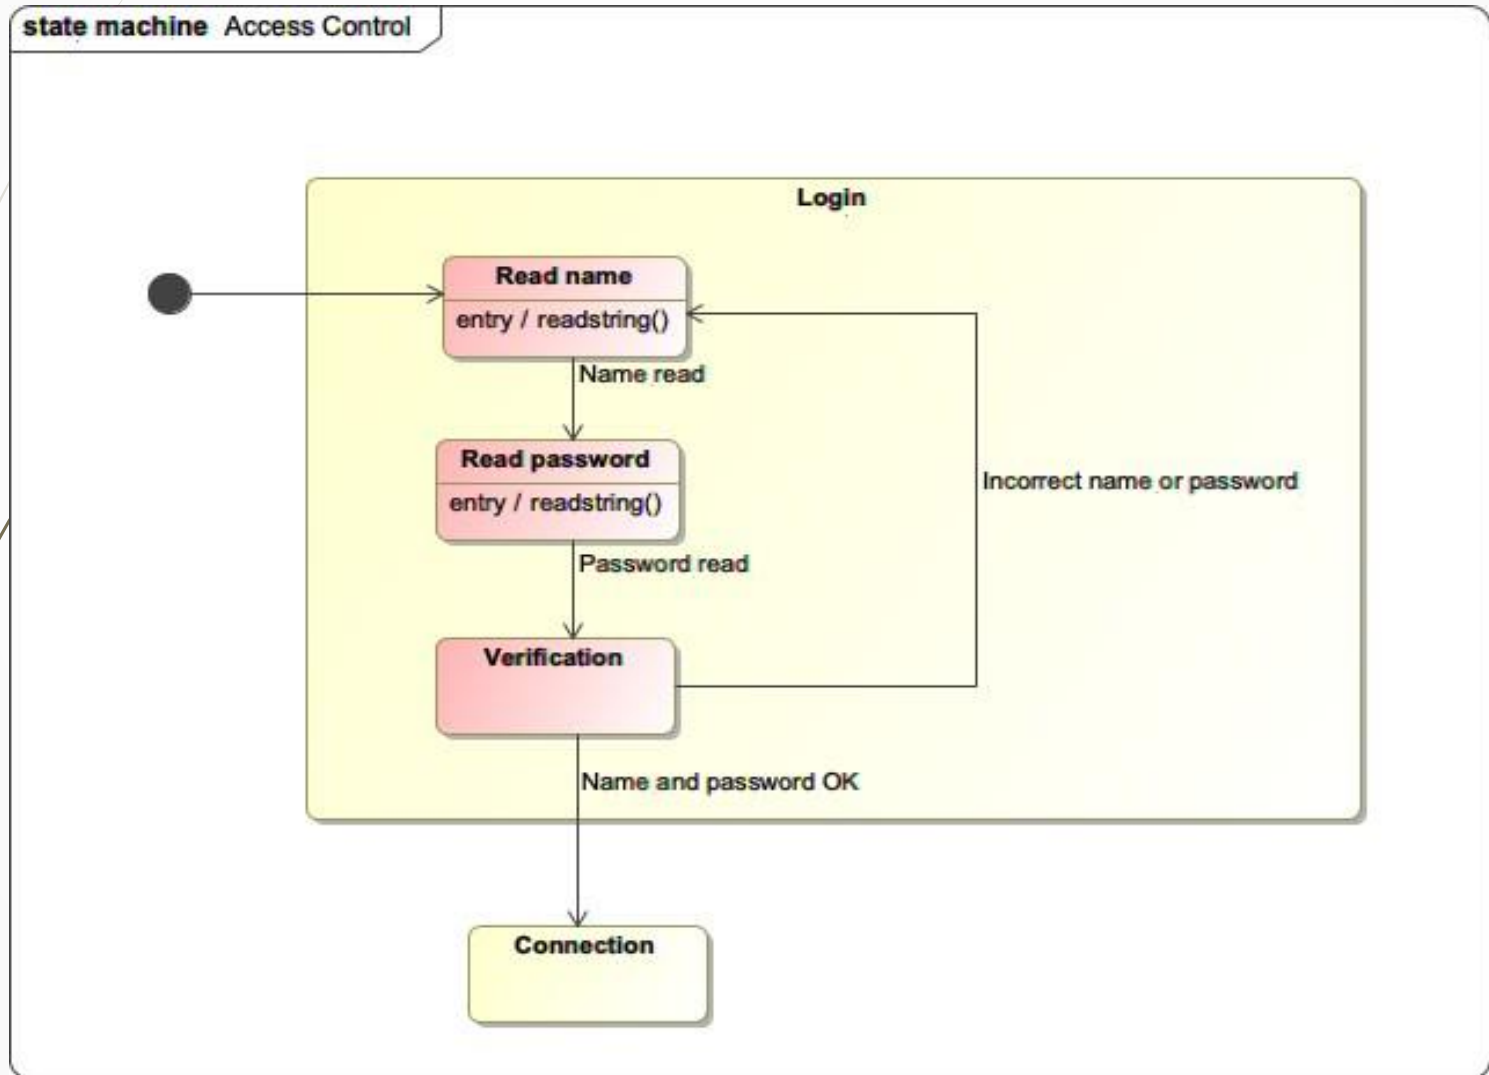 state machine Access Control
Login
Read name
entry / readstring()
Name read
Read password
entry / readstring()
Incorrect name or password
Password read
Verification
Name and password OK
Connection